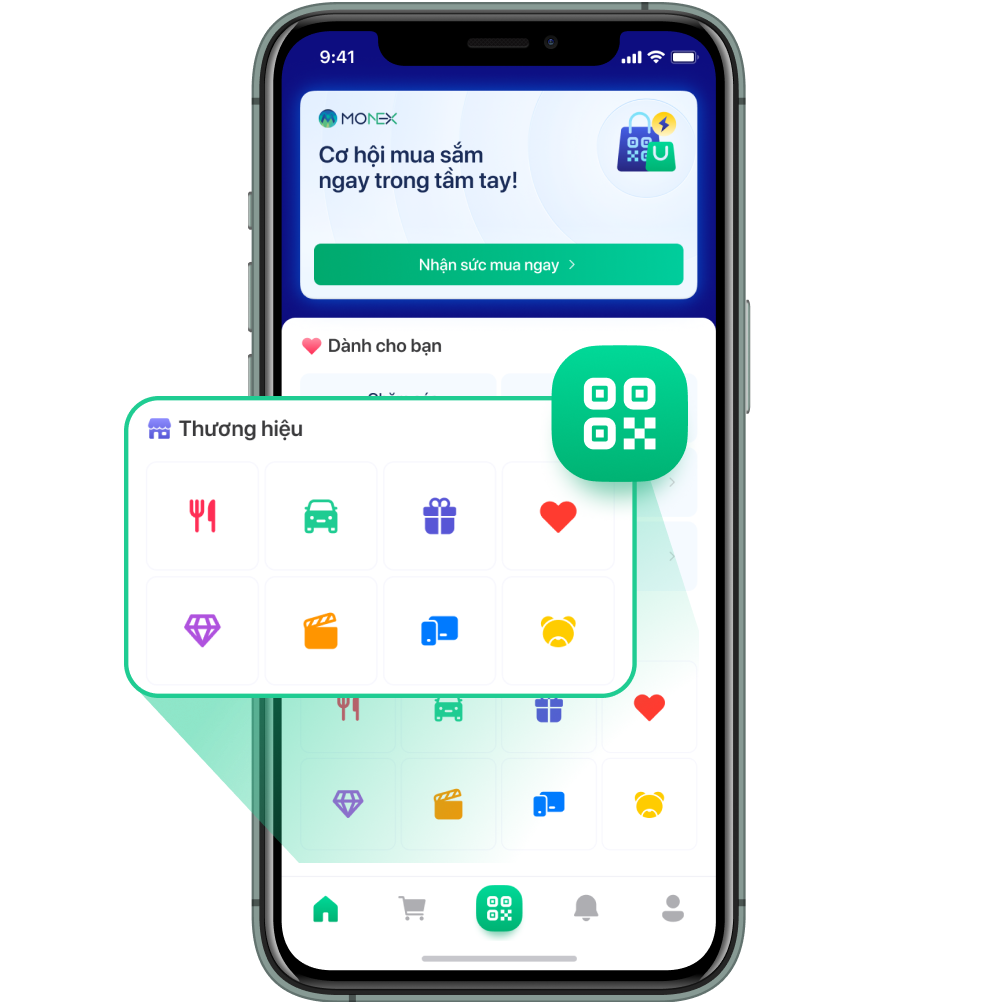 9:41
MONEX
Cơ hội mua sắm
ngay trong tầm tay!
Nhận sức mua ngay
Dành cho bạn
Thương hiệu